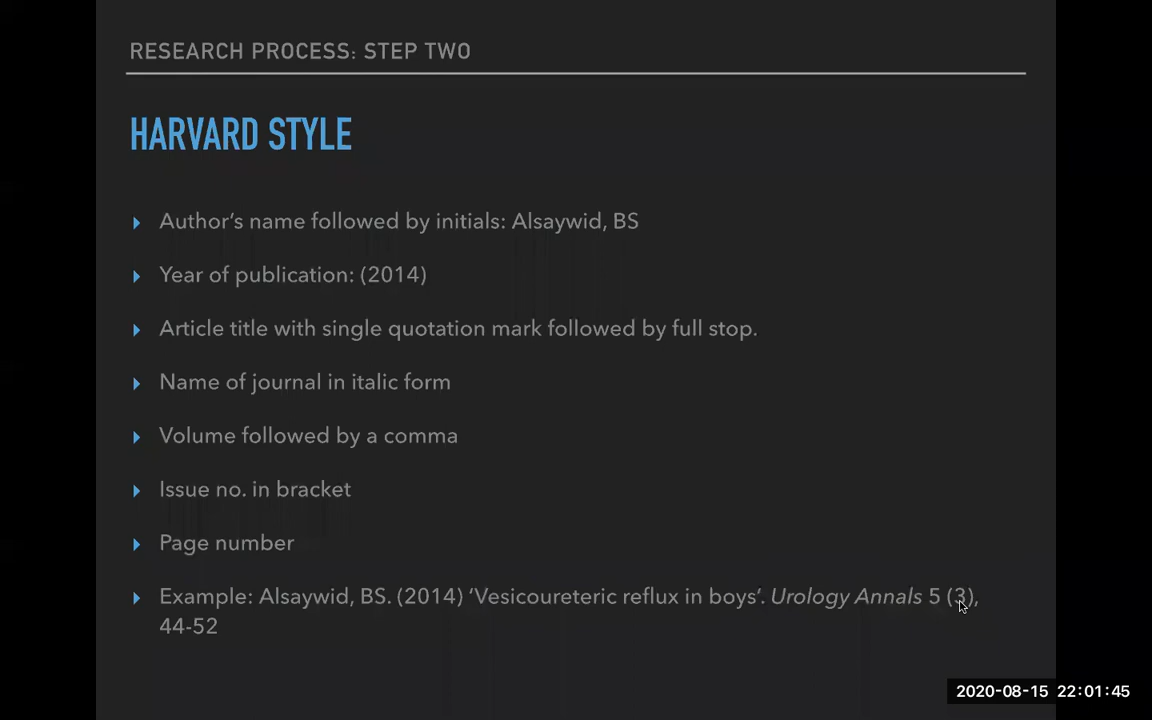 RESEARCH PROCESS: STEP TWO
HARVARD STYLE
Author’s name followed by initials: Alsaywid, BS
Year of publication: (2014)
Article title with single quotation mark followed by full stop.
Name of journal in italic form
Volume followed by a comma
Issue no. in bracket
Page number
Example: Alsaywid, BS. (2014) ‘Vesicoureteric reflux in boys’. Urology Annals 5 (3),
44-52
2020-08-15 22:01:45